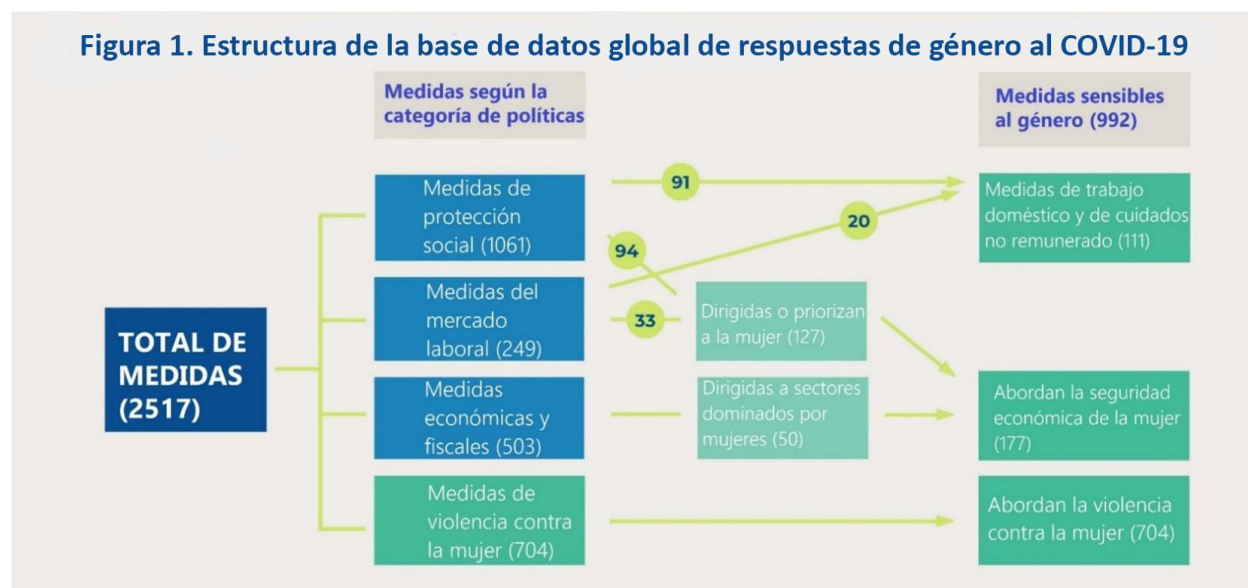 Figura 1. Estructura de la base de datos global de respuestas de género al COVID-19
Medidas según la
categoría de políticas
Medidas sensibles
al género (992)
Medidas de
protección
social (1061)
91
Medidas de trabajo
doméstico y de cuidados
no remunerado (111)
20
94
TOTAL DE
MEDIDAS
(2517)
Medidas del
mercado
laboral (249)
33
Dirigidas o priorizan
a la mujer (127)
Medidas
económicas y
fiscales (503)
Dirigidas a sectores
dominados por
mujeres (50)
Abordan la seguridad
económica de la mujer
(177)
Medidas de
violencia contra
la mujer (704)
Abordan la violencia
contra la mujer (704)